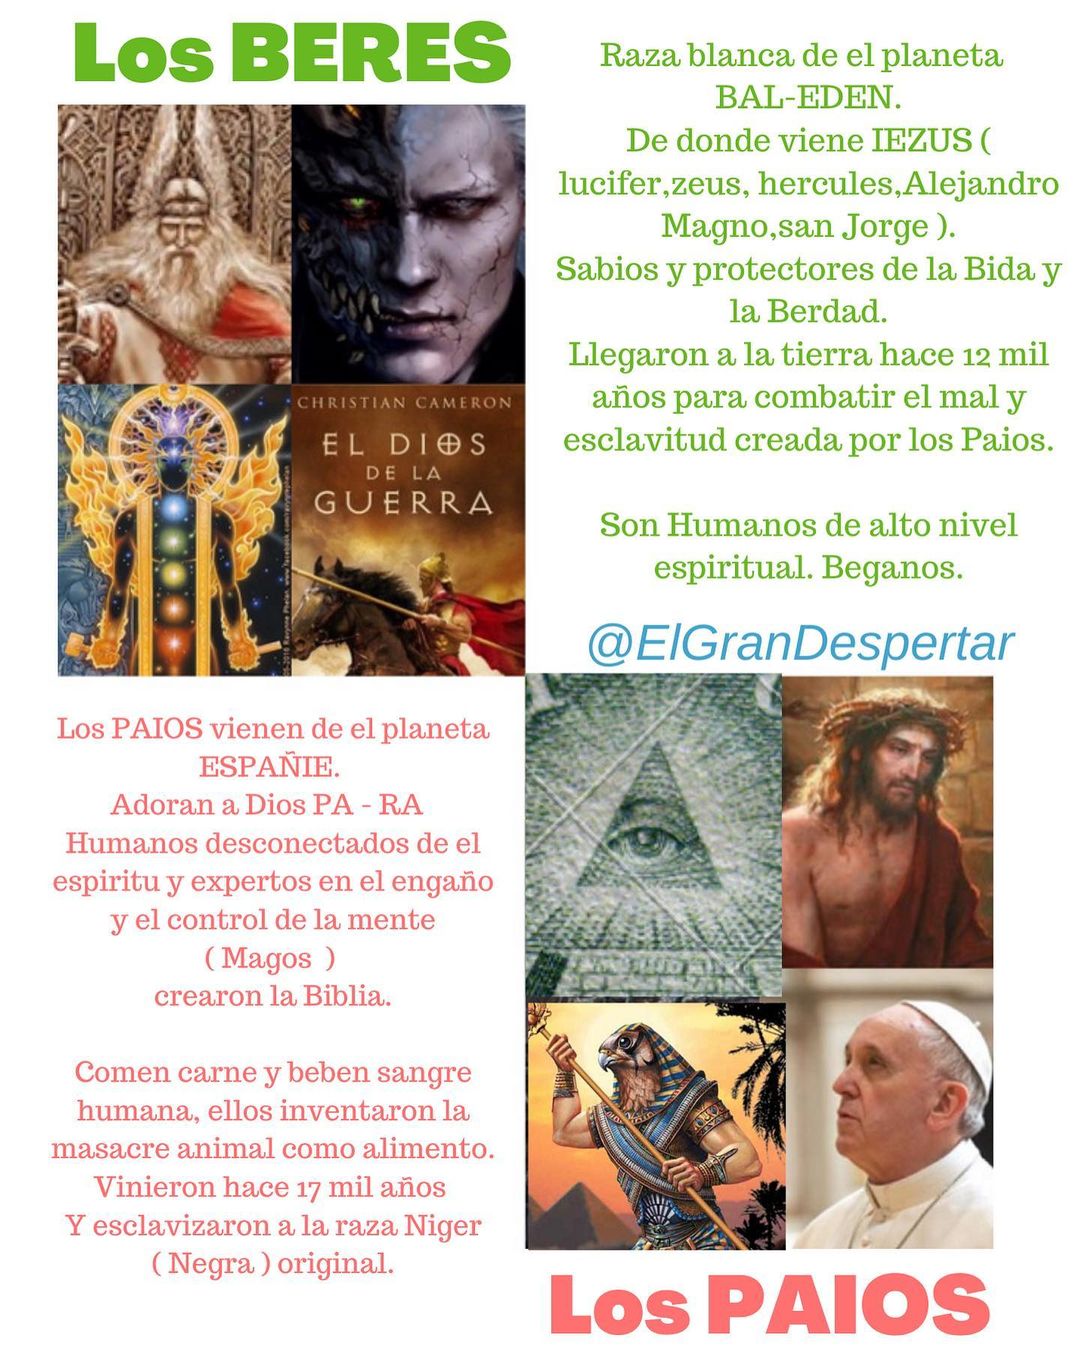 Los BERES
Raza blanca de el planeta
BAL-EDEN.
De donde viene IEZUS (
lucifer,zeus, hercules,Alejandro
Magno,san Jorge ).
Sabios y protectores de la Bida y
la Berdad.
Llegaron a la tierra hace 12 mil
años para combatir el mal y
esclavitud creada por los Paios.
Son Humanos de alto nivel
espiritual. Beganos.
@ElGranDespertar
CHRISTIAN CAMERON
EL DIOS
DE LA
GUERRA
Los PAIOS vienen de el planeta
ESPAÑIE.
Adoran a Dios PA - RA
Humanos desconectados de el
espiritu y expertos en el engaño
y el control de la mente
( Magos )
crearon la Biblia.
Comen carne y beben sangre
humana, ellos inventaron la
masacre animal como alimento.
Vinieron hace 17 mil años
Y esclavizaron a la raza Niger
( Negra ) original.
Los PAIOS